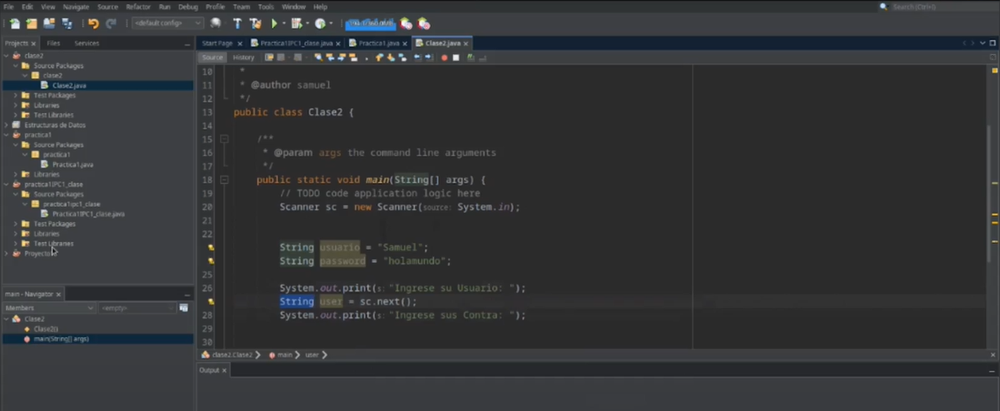 File Edit View Navigate Source Refactor Run Debug Profile Team Tools Window Help
Search (Ctrl+I)
<default config>
Projects × Files Services
Start Page × Practica1IPC1_clase.java × Practica1.java × Clase2.java ×
Source History
clase2
Source Packages
clase2
Clase2.java
Test Packages
Libraries
Test Libraries
Estructuras de Datos
practica1
Source Packages
practica1
Practica1.java
Libraries
practica1IPC1_clase
Source Packages
practica1ipc1_clase
Practica1IPC1_clase.java
Test Packages
Libraries
Test Libraries
main - Navigator ×
Members <empty>
Clase2
Clase2()
main(String[] args)
10 *
11 * @author samuel
12 */
13 public class Clase2 {
14
15 /**
16 * @param args the command line arguments
17 */
18 public static void main(String[] args) {
19 // TODO code application logic here
20 Scanner sc = new Scanner(source: System.in);
21
22
String usuario = "Samuel";
String password = "holamundo";
25
26 System.out.print(s: "Ingrese su Usuario: ");
String user = sc.next();
28 System.out.print(s: "Ingrese sus Contra: ");
29
30
clase2.Clase2 main user
Output ×